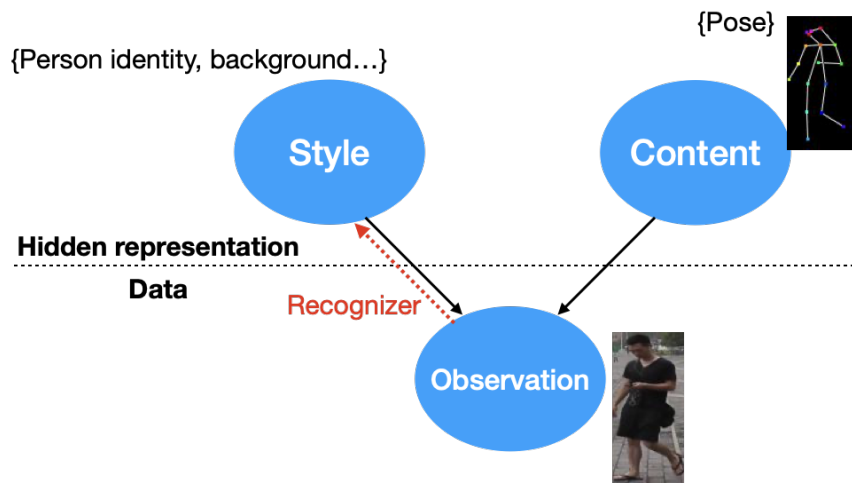 {Pose}
{Person identity, background…}
Style
Content
Hidden representation
Data
Recognizer
Observation